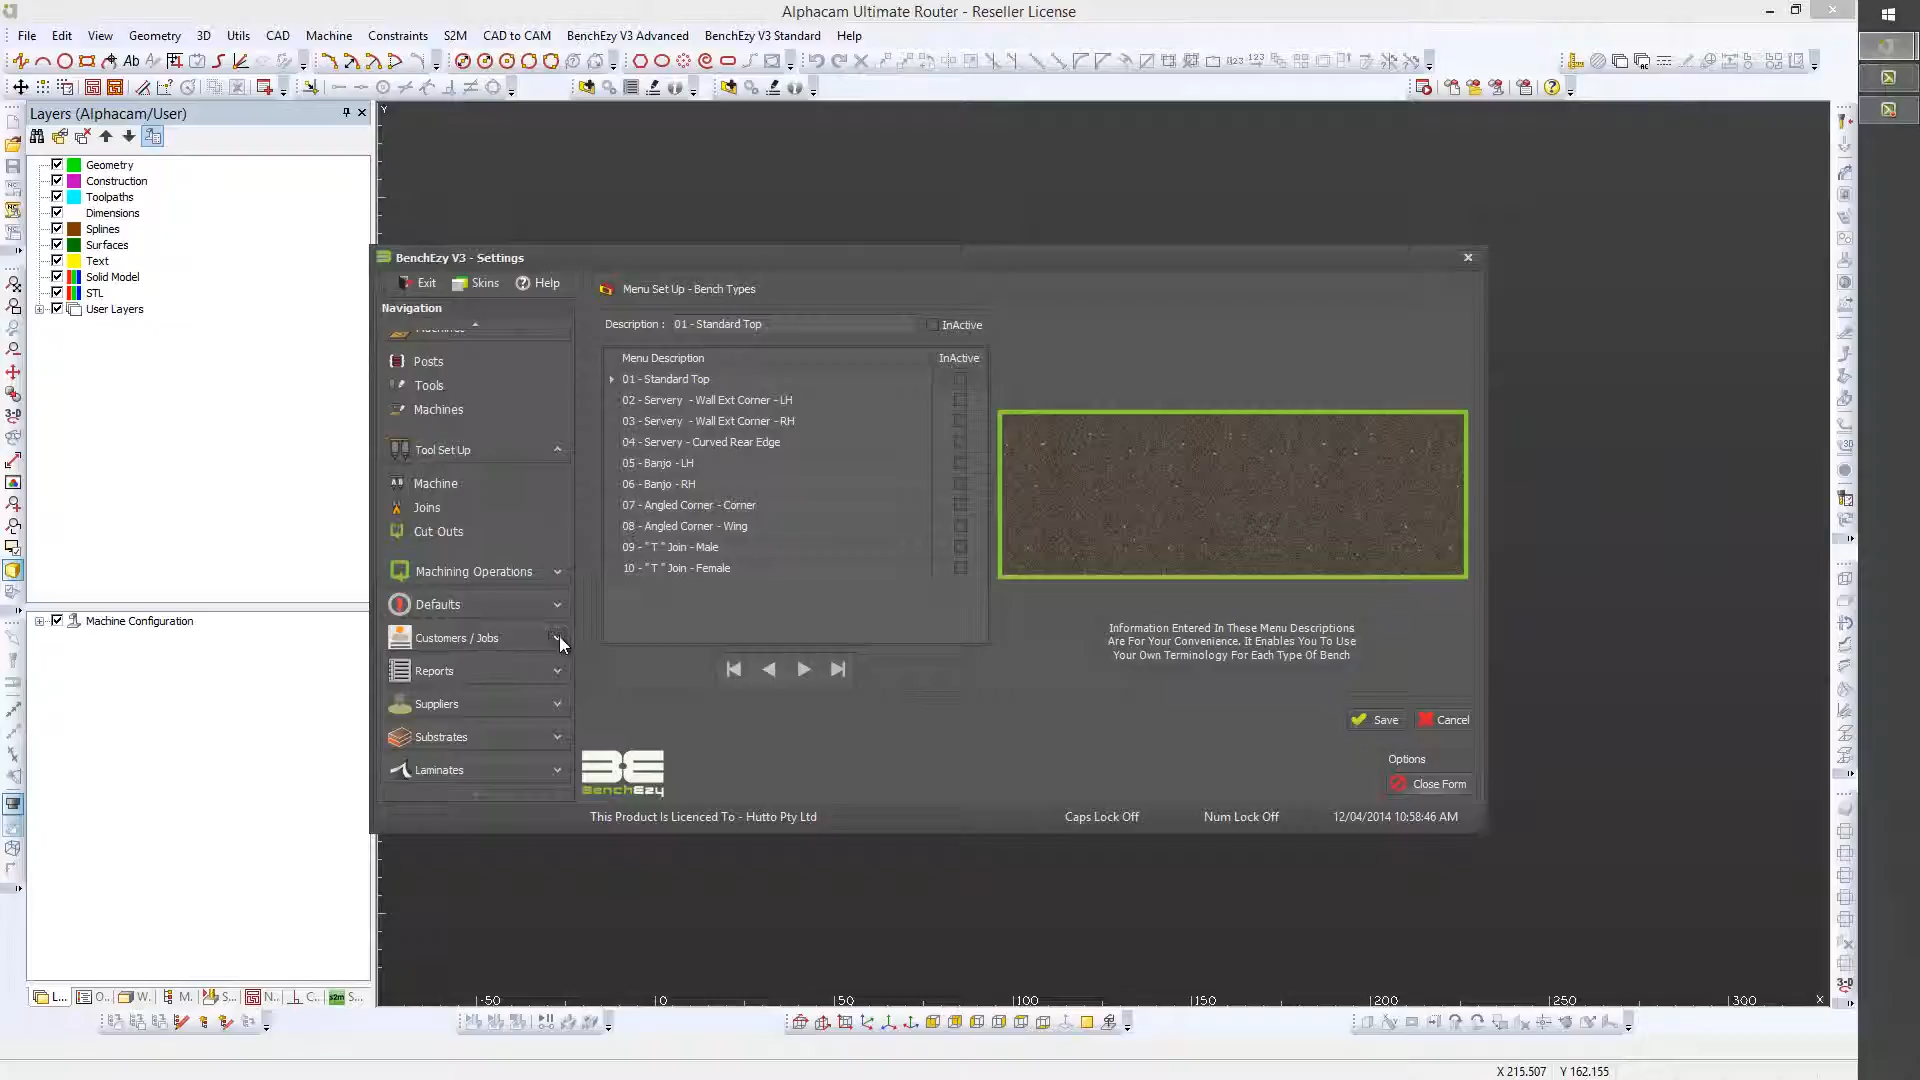 Alphacam Ultimate Router - Reseller License
File Edit View Geometry 3D Utils CAD Machine Constraints S2M CAD to CAM BenchEzy V3 Advanced BenchEzy V3 Standard Help
Layers (Alphacam/User)
Geometry
Construction
Toolpaths
Dimensions
Splines
Surfaces
Text
Solid Model
STL
User Layers
Machine Configuration
L... O.. W. M. S... N.. C.. S...
BenchEzy V3 - Settings
Exit Skins Help
Navigation
Machines
Posts
Tools
Machines
Tool Set Up
Machine
Joins
Cut Outs
Machining Operations
Defaults
Customers / Jobs
Reports
Suppliers
Substrates
Laminates
Menu Set Up - Bench Types
Description : 01 - Standard Top InActive
Menu Description InActive
01 - Standard Top
02 - Servery - Wall Ext Corner - LH
03 - Servery - Wall Ext Corner - RH
04 - Servery - Curved Rear Edge
05 - Banjo - LH
06 - Banjo - RH
07 - Angled Corner - Corner
08 - Angled Corner - Wing
09 - " T " Join - Male
10 - " T " Join - Female
Information Entered In These Menu Descriptions
Are For Your Convenience. It Enables You To Use
Your Own Terminology For Each Type Of Bench
Save Cancel
Options
Close Form
BenchEzy
This Product Is Licenced To - Hutto Pty Ltd Caps Lock Off Num Lock Off 12/04/2014 10:58:46 AM
Y
-50 0 50 100 150 200 250 300 X
X 215.507 Y 162.155